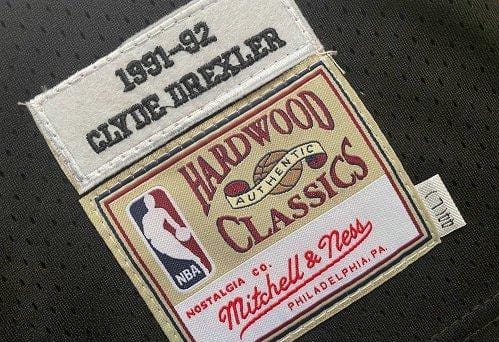 1991-92
CLYDE DREXLER
HARDWOOD
AUTHENTIC
CLASSICS
NBA
NOSTALGIA CO.
Mitchell & Ness
PHILADELPHIA, PA.